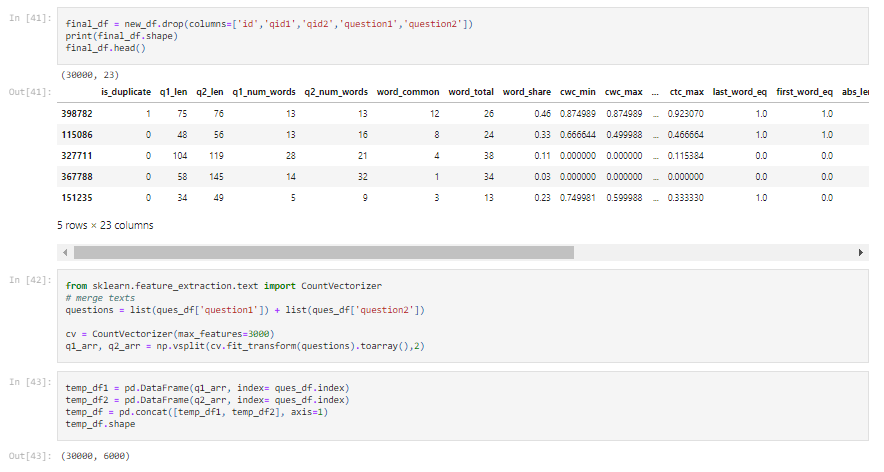 In [41]:
final_df = new_df.drop(columns=['id','qid1','qid2','question1','question2'])
print(final_df.shape)
final_df.head()
(30000, 23)
Out[41]:
is_duplicate q1_len q2_len q1_num_words q2_num_words word_common word_total word_share cwc_min cwc_max ... ctc_max last_word_eq first_word_eq abs_le
398782 1 75 76 13 13 12 26 0.46 0.874989 0.874989 ... 0.923070 1.0 1.0
115086 0 48 56 13 16 8 24 0.33 0.666644 0.499988 ... 0.466664 1.0 1.0
327711 0 104 119 28 21 4 38 0.11 0.000000 0.000000 ... 0.115384 0.0 0.0
367788 0 58 145 14 32 1 34 0.03 0.000000 0.000000 ... 0.000000 0.0 0.0
151235 0 34 49 5 9 3 13 0.23 0.749981 0.599988 ... 0.333330 1.0 0.0
5 rows × 23 columns
In [42]:
from sklearn.feature_extraction.text import CountVectorizer
# merge texts
questions = list(ques_df['question1']) + list(ques_df['question2'])
cv = CountVectorizer(max_features=3000)
q1_arr, q2_arr = np.vsplit(cv.fit_transform(questions).toarray(),2)
In [43]:
temp_df1 = pd.DataFrame(q1_arr, index= ques_df.index)
temp_df2 = pd.DataFrame(q2_arr, index= ques_df.index)
temp_df = pd.concat([temp_df1, temp_df2], axis=1)
temp_df.shape
Out[43]: (30000, 6000)